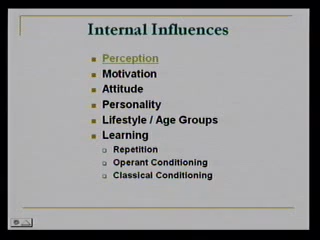 Internal Influences
Perception
Motivation
Attitude
Personality
Lifestyle / Age Groups
Learning
Repetition
Operant Conditioning
Classical Conditioning